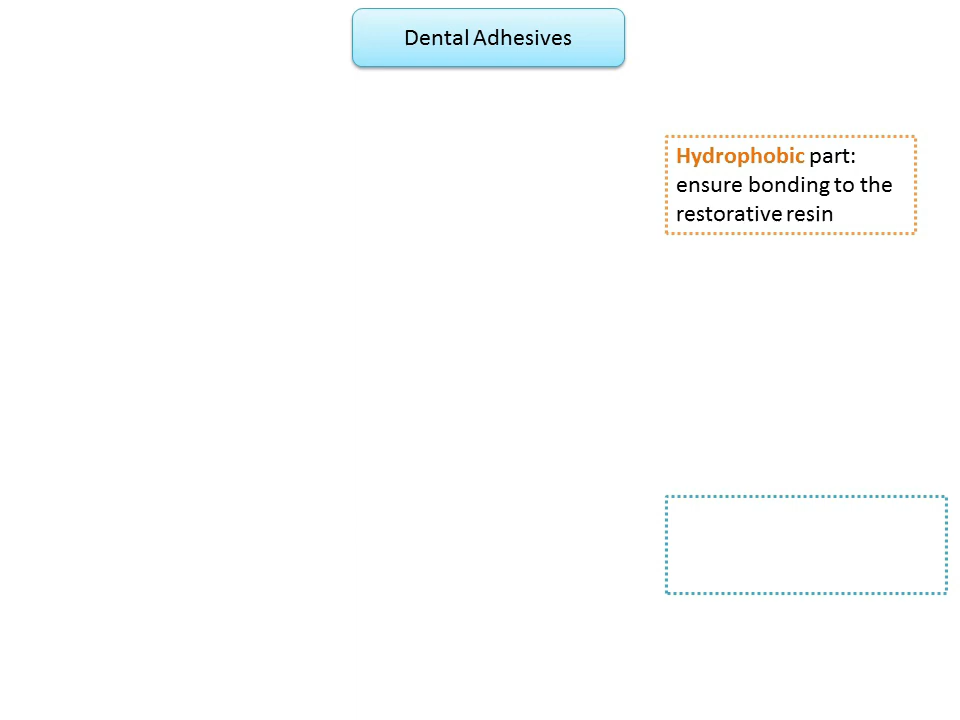 Dental Adhesives
Hydrophobic part:
ensure bonding to the
restorative resin